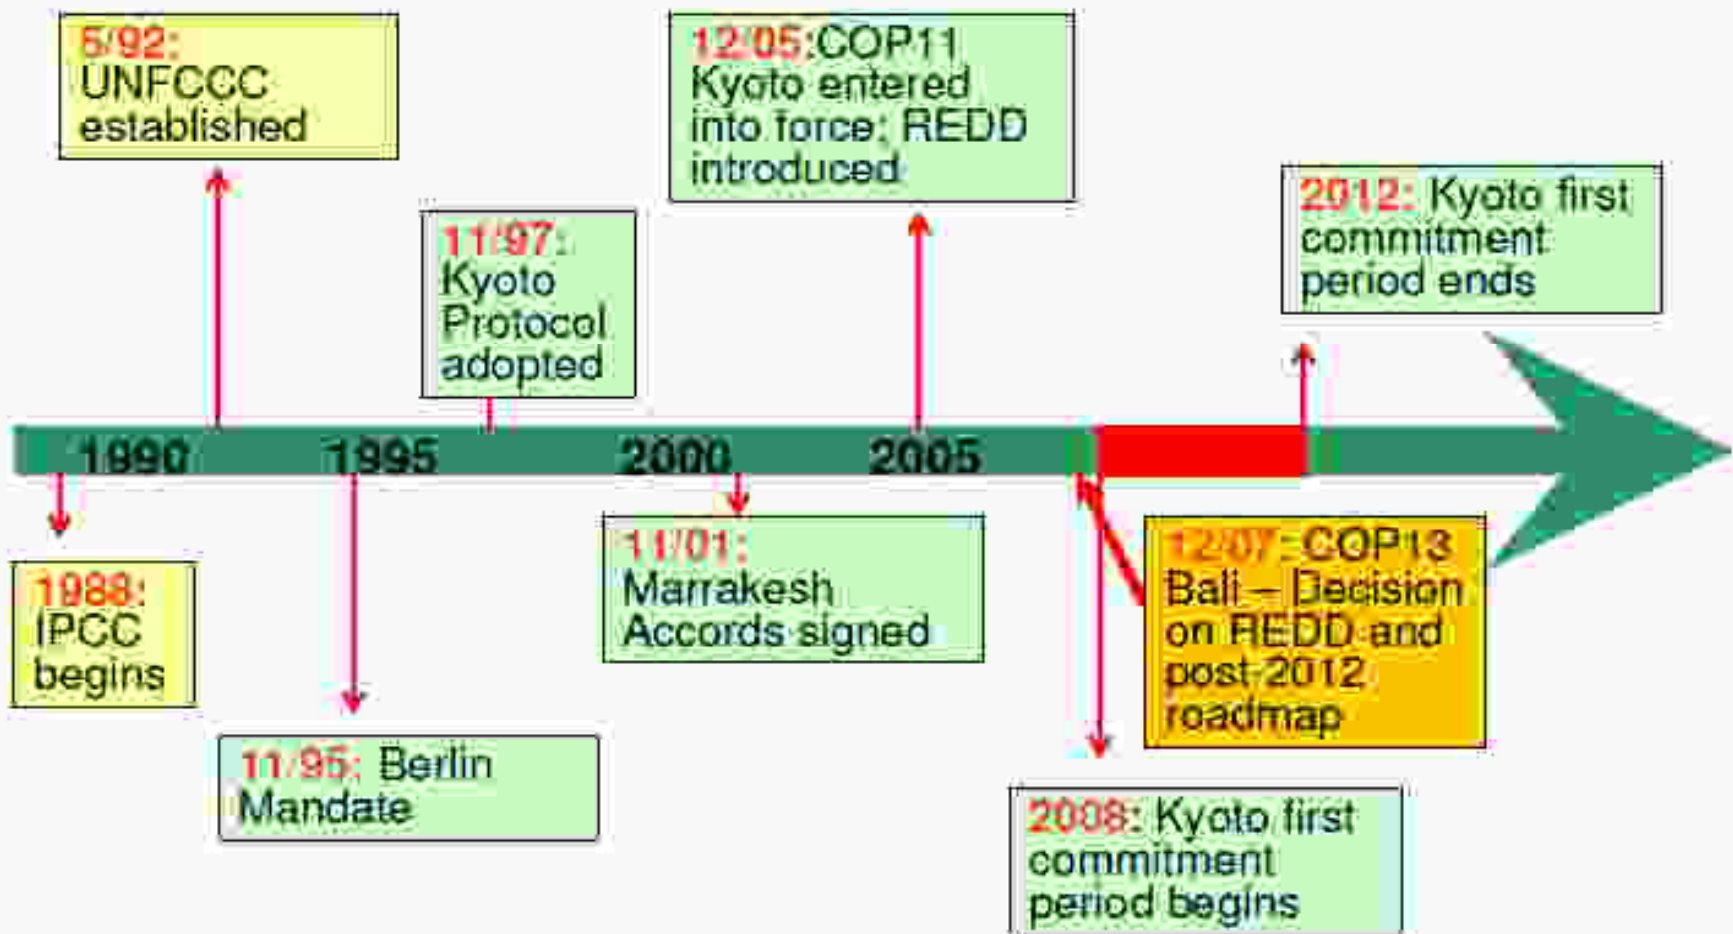 5/92:
UNFCCC
established
12/05:COP11
Kyoto entered
into force; REDD
introduced
2012: Kyoto first
commitment
period ends
11/97:
Kyoto
Protocol
adopted
1990 1995 2000 2005
1988:
IPCC
begins
11/95: Berlin
Mandate
11/01:
Marrakesh
Accords signed
12/07: COP13
Bali – Decision
on REDD and
post-2012
roadmap
2008: Kyoto first
commitment
period begins